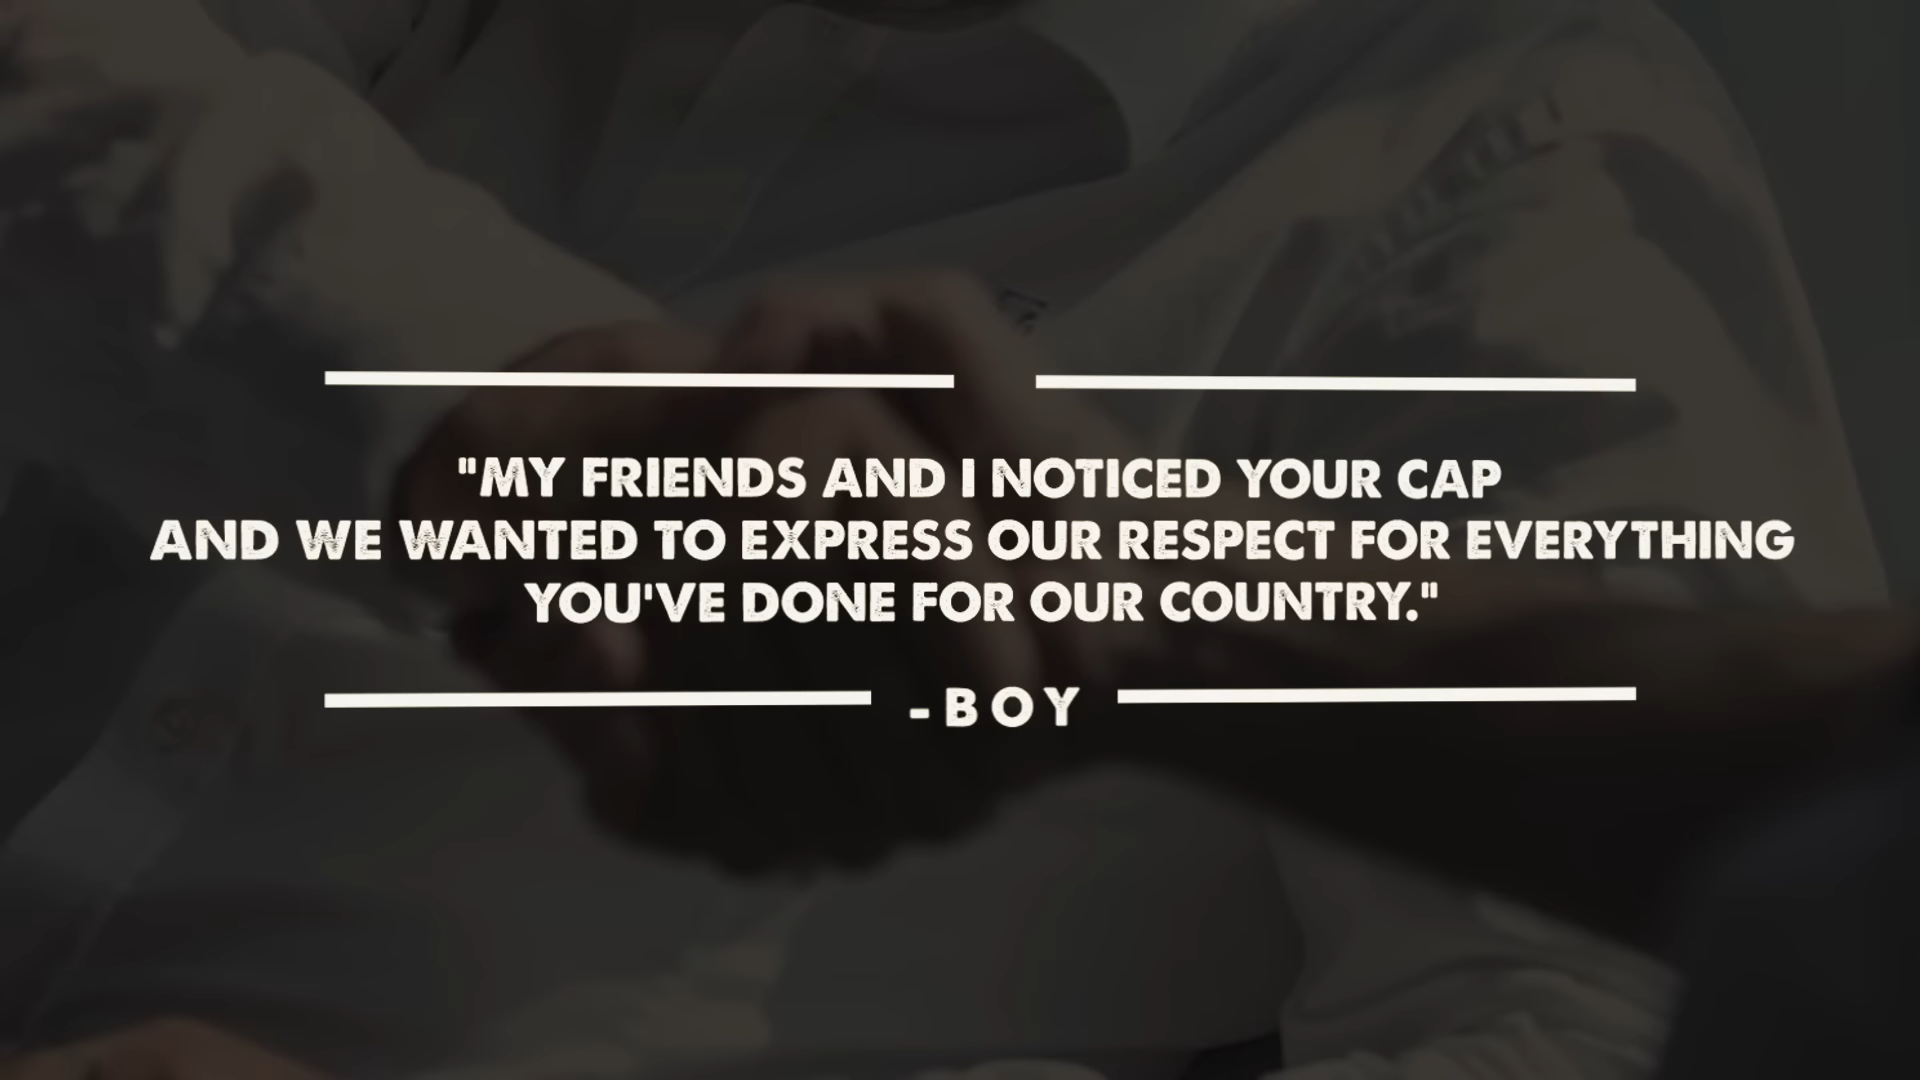 "MY FRIENDS AND I NOTICED YOUR CAP
AND WE WANTED TO EXPRESS OUR RESPECT FOR EVERYTHING
YOU'VE DONE FOR OUR COUNTRY."
- BOY